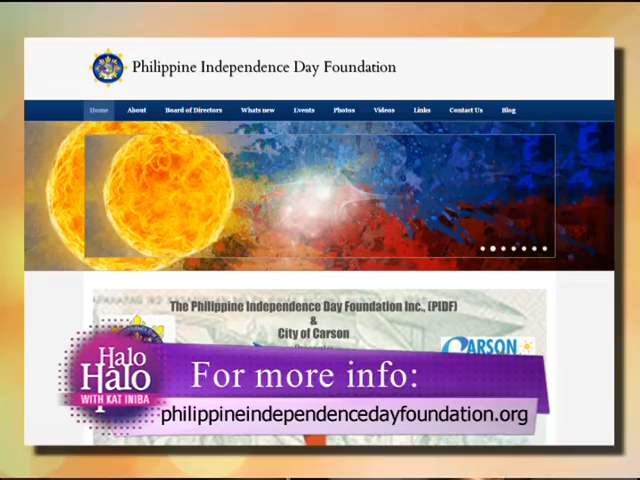 Philippine Independence Day Foundation
Home About Board of Directors Whats new Events Photos Videos Links Contact Us Blog
The Philippine Independence Day Foundation Inc., (PIDF)
&
City of Carson
CARSON
Halo
Halo
WITH KAT INIBA
For more info:
philippineindependencedayfoundation.org